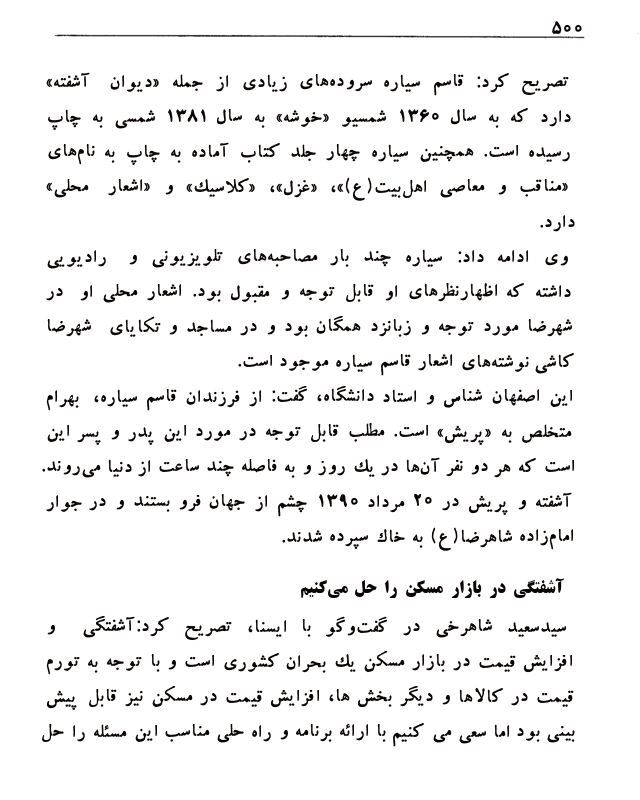 ۵۰۰
تصریح کرد: قاسم سیاره سروده‌های زیادی از جمله «دیوان آشفته»
دارد که به سال ۱۳۶۰ شمسیو «خوشه» به سال ۱۳۸۱ شمسی به چاپ
رسیده است. همچنین سیاره چهار جلد کتاب آماده به چاپ به نام‌های
«مناقب و معاصی اهل‌بیت(ع)»، «غزل»، «کلاسیك» و «اشعار محلی»
دارد.
وی ادامه داد: سیاره چند بار مصاحبه‌های تلویزیونی و رادیویی
داشته که اظهارنظرهای او قابل توجه و مقبول بود. اشعار محلی او در
شهرضا مورد توجه و زبانزد همگان بود و در مساجد و تکایای شهرضا
کاشی نوشته‌های اشعار قاسم سیاره موجود است.
این اصفهان شناس و استاد دانشگاه، گفت: از فرزندان قاسم سیاره، بهرام
متخلص به «پریش» است. مطلب قابل توجه در مورد این پدر و پسر این
است که هر دو نفر آن‌ها در یك روز و به فاصله چند ساعت از دنیا می‌روند.
آشفته و پریش در ۲۰ مرداد ۱۳۹۰ چشم از جهان فرو بستند و در جوار
امام‌زاده شاهرضا(ع) به خاك سپرده شدند.
آشفتگی در بازار مسکن را حل می‌کنیم
سیدسعید شاهرخی در گفت‌وگو با ایسنا، تصریح کرد:آشفتگی و
افزایش قیمت در بازار مسکن یك بحران کشوری است و با توجه به تورم
قیمت در کالاها و دیگر بخش ها، افزایش قیمت در مسکن نیز قابل پیش
بینی بود اما سعی می کنیم با ارائه برنامه و راه حلی مناسب این مسئله را حل